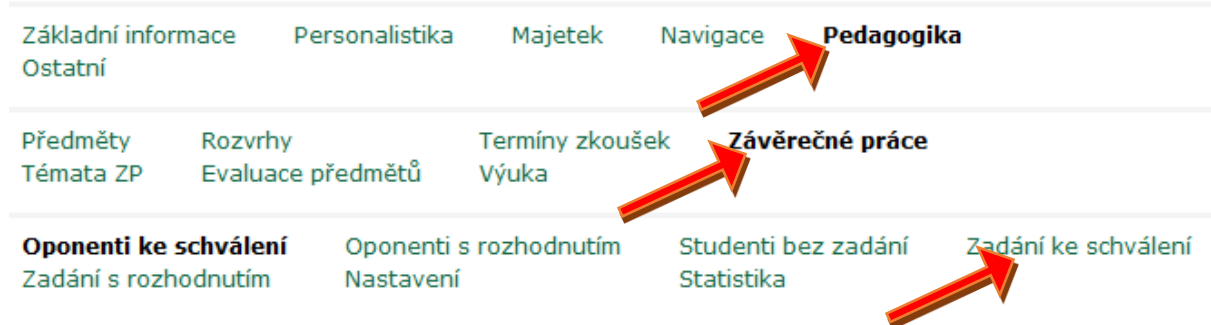 Základní informace Personalistika Majetek Navigace Pedagogika
Ostatní
Předměty Rozvrhy Termíny zkoušek Závěrečné práce
Témata ZP Evaluace předmětů Výuka
Oponenti ke schválení Oponenti s rozhodnutím Studenti bez zadání Zadání ke schválení
Zadání s rozhodnutím Nastavení Statistika